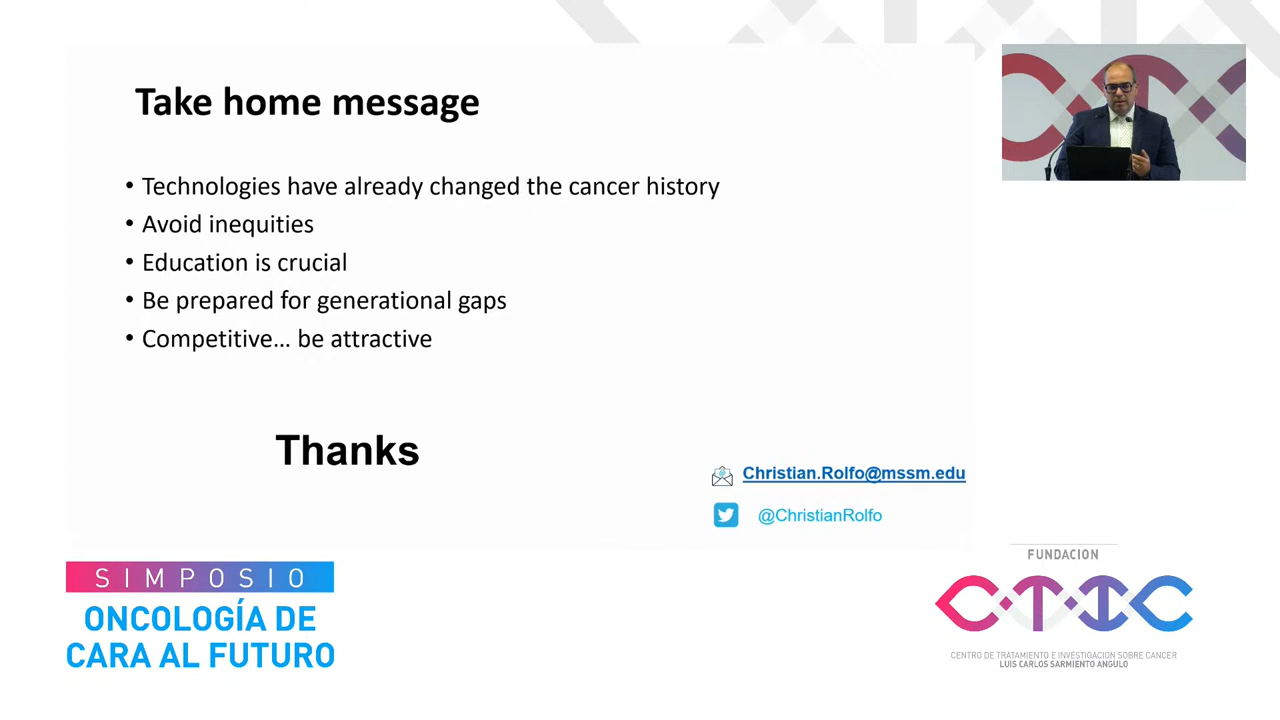 Take home message
• Technologies have already changed the cancer history
• Avoid inequities
• Education is crucial
• Be prepared for generational gaps
• Competitive... be attractive
Thanks
Christian.Rolfo@mssm.edu
@ChristianRolfo
SIMPOSIO
ONCOLOGÍA DE
CARA AL FUTURO
FUNDACION
CTIC
CENTRO DE TRATAMIENTO E INVESTIGACION SOBRE CANCER
LUIS CARLOS SARMIENTO ANGULO